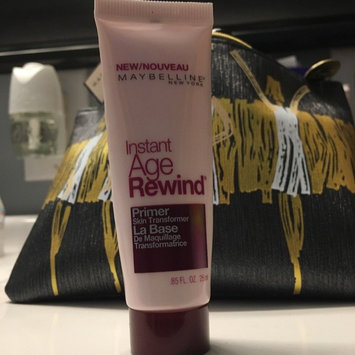 NEW/NOUVEAU
MAYBELLINE
NEW YORK
Instant
Age
Rewind®
Primer
Skin Transformer
La Base
De Maquillage
Transformatrice
.85 FL. OZ. 25 mL